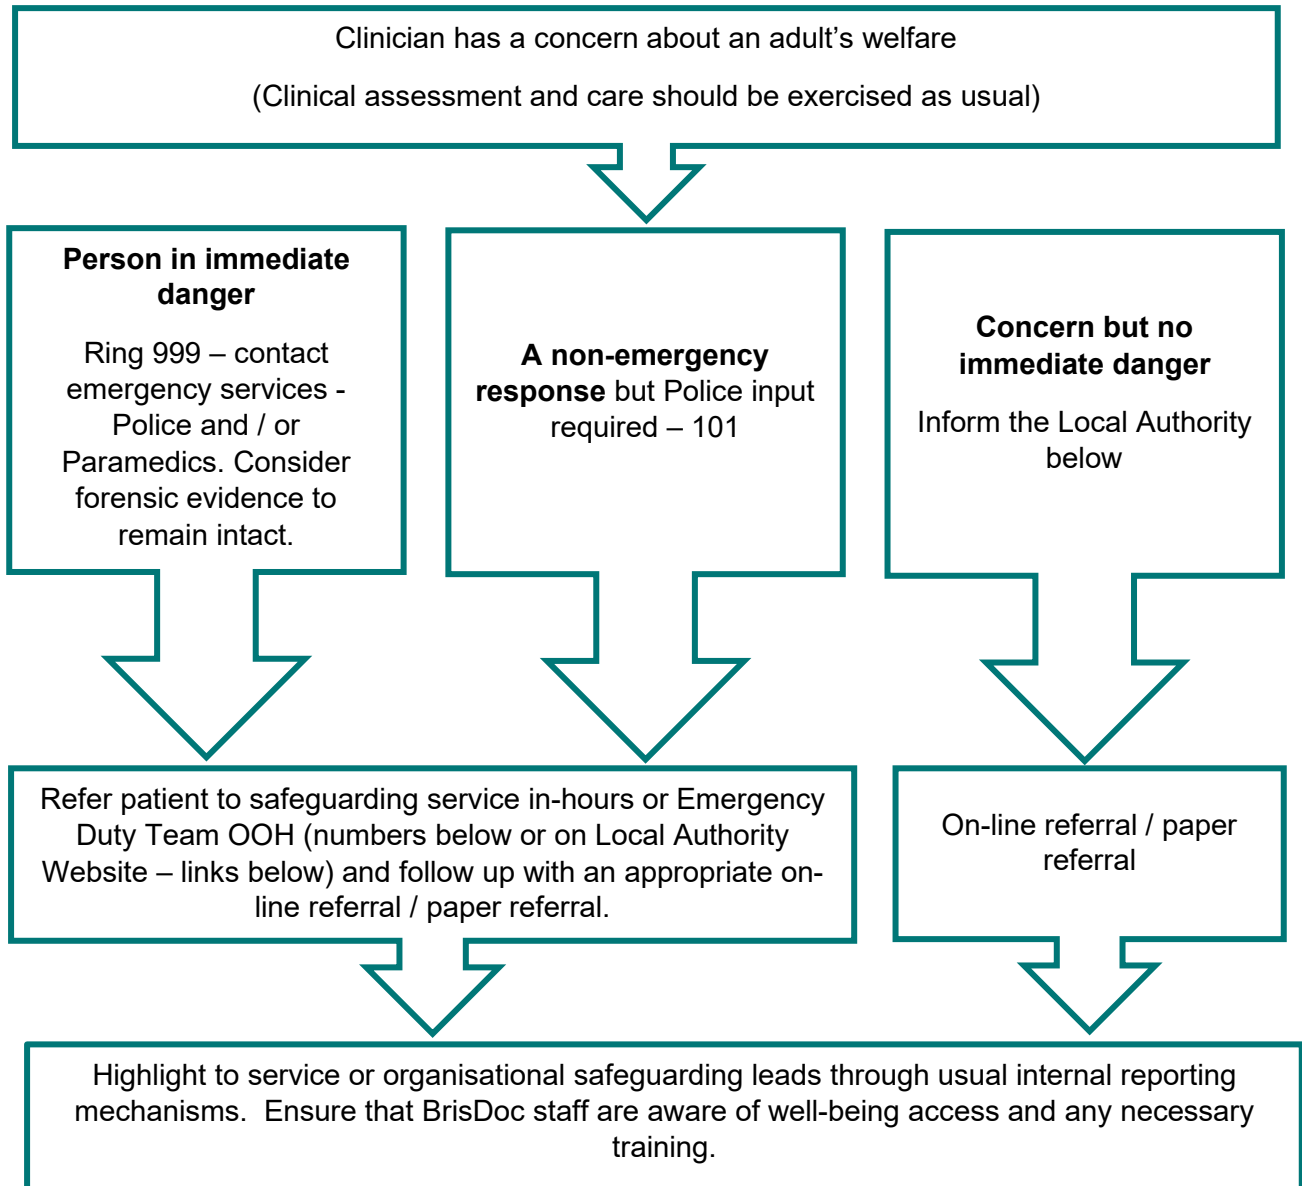 Clinician has a concern about an adult’s welfare
(Clinical assessment and care should be exercised as usual)
Person in immediate
danger
Ring 999 – contact
emergency services -
Police and / or
Paramedics. Consider
forensic evidence to
remain intact.
A non-emergency
response but Police input
required – 101
Concern but no
immediate danger
Inform the Local Authority
below
Refer patient to safeguarding service in-hours or Emergency
Duty Team OOH (numbers below or on Local Authority
Website – links below) and follow up with an appropriate on-
line referral / paper referral.
On-line referral / paper
referral
Highlight to service or organisational safeguarding leads through usual internal reporting
mechanisms.  Ensure that BrisDoc staff are aware of well-being access and any necessary
training.